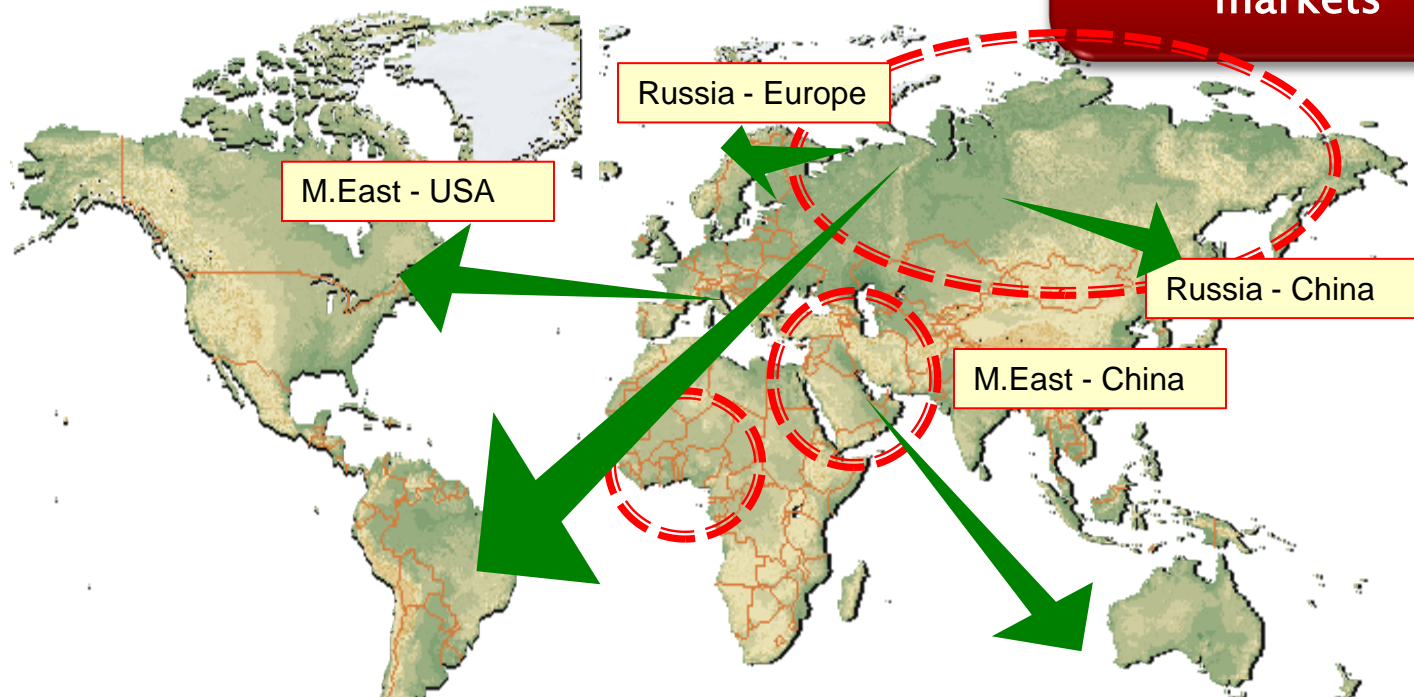 markets
Russia - Europe
M.East - USA
Russia - China
M.East - China